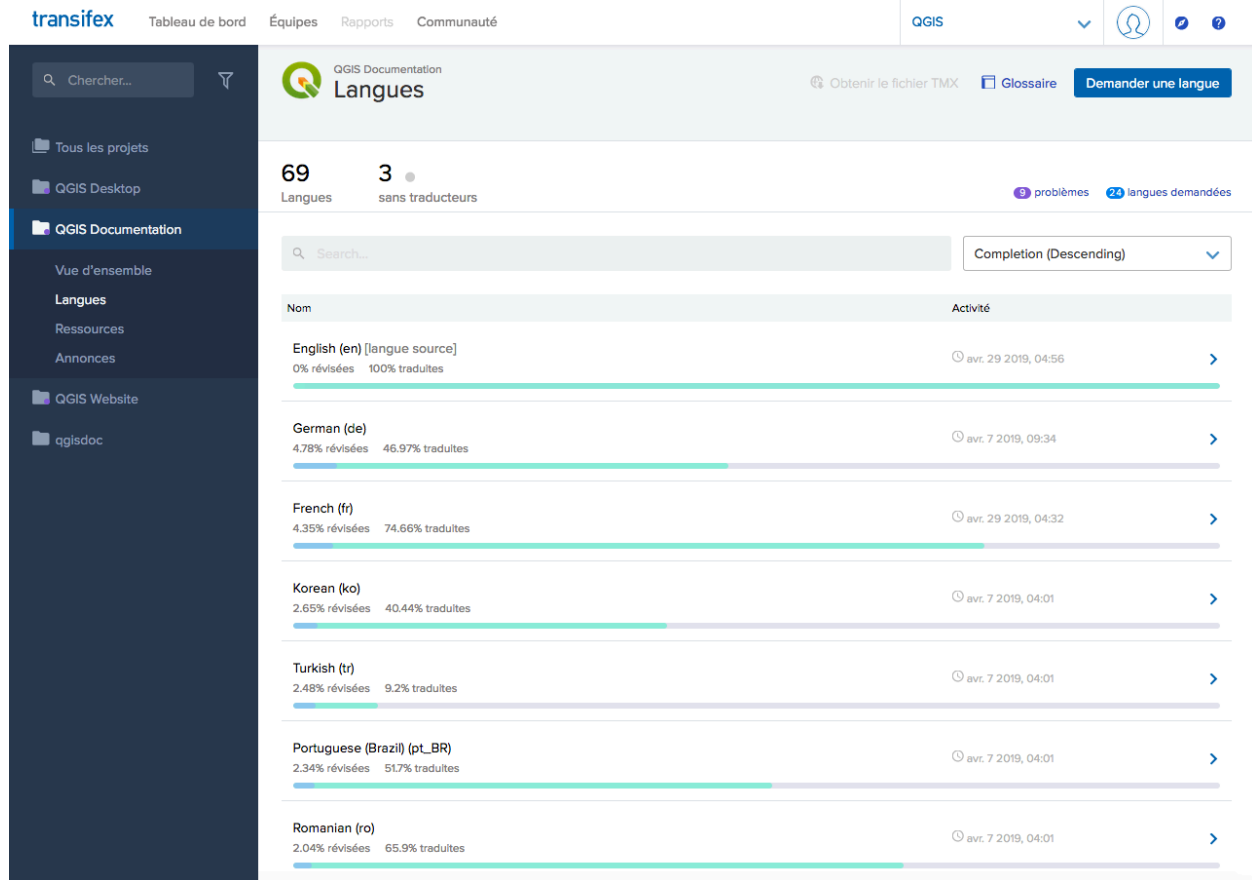 transifex Tableau de bord Équipes Rapports Communauté QGIS ?
Chercher...
Tous les projets
QGIS Desktop
QGIS Documentation
Vue d'ensemble
Langues
Ressources
Annonces
QGIS Website
qgisdoc
QGIS Documentation
Langues
Obtenir le fichier TMX Glossaire Demander une langue
69 3
Langues sans traducteurs
9 problèmes 24 langues demandées
Search... Completion (Descending)
Nom Activité
English (en) [langue source]
0% révisées 100% traduites avr. 29 2019, 04:56
German (de)
4.78% révisées 46.97% traduites avr. 7 2019, 09:34
French (fr)
4.35% révisées 74.66% traduites avr. 29 2019, 04:32
Korean (ko)
2.65% révisées 40.44% traduites avr. 7 2019, 04:01
Turkish (tr)
2.48% révisées 9.2% traduites avr. 7 2019, 04:01
Portuguese (Brazil) (pt_BR)
2.34% révisées 51.7% traduites avr. 7 2019, 04:01
Romanian (ro)
2.04% révisées 65.9% traduites avr. 7 2019, 04:01